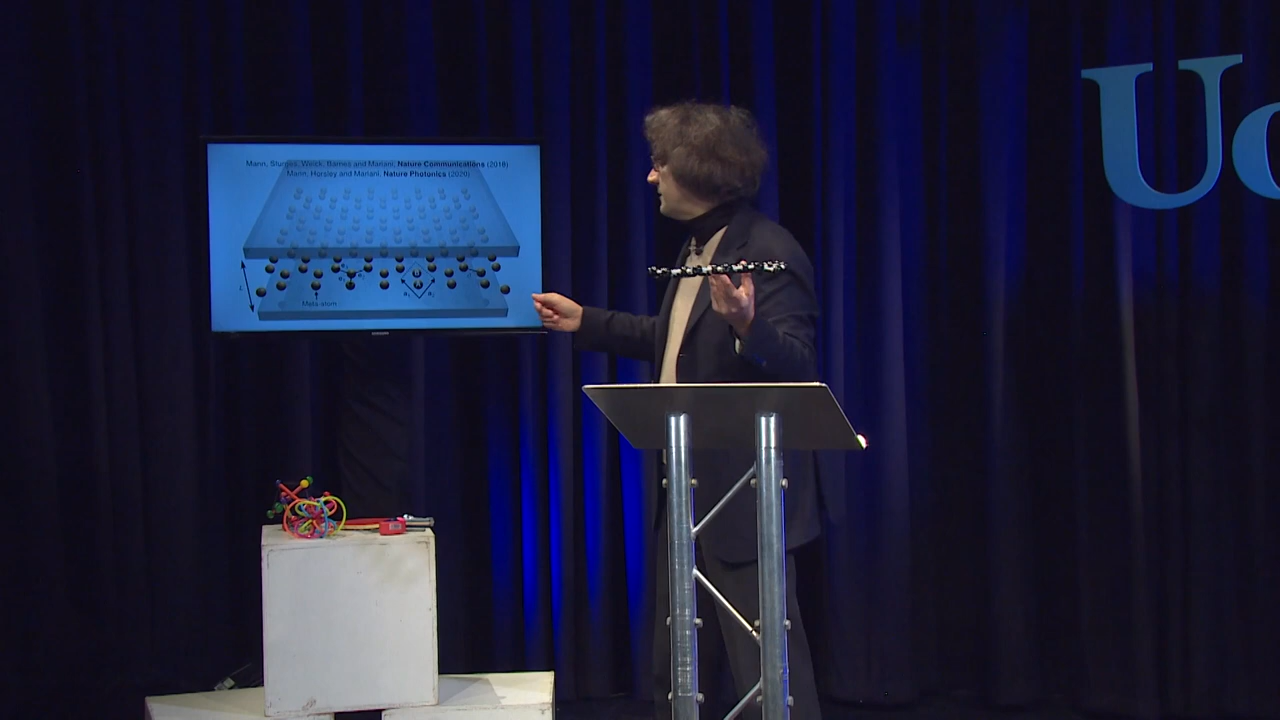 Mann, Sturges, Weick, Barnes and Mariani, Nature Communications (2018)
Mann, Horsley and Mariani, Nature Photonics (2020)
Meta-atom